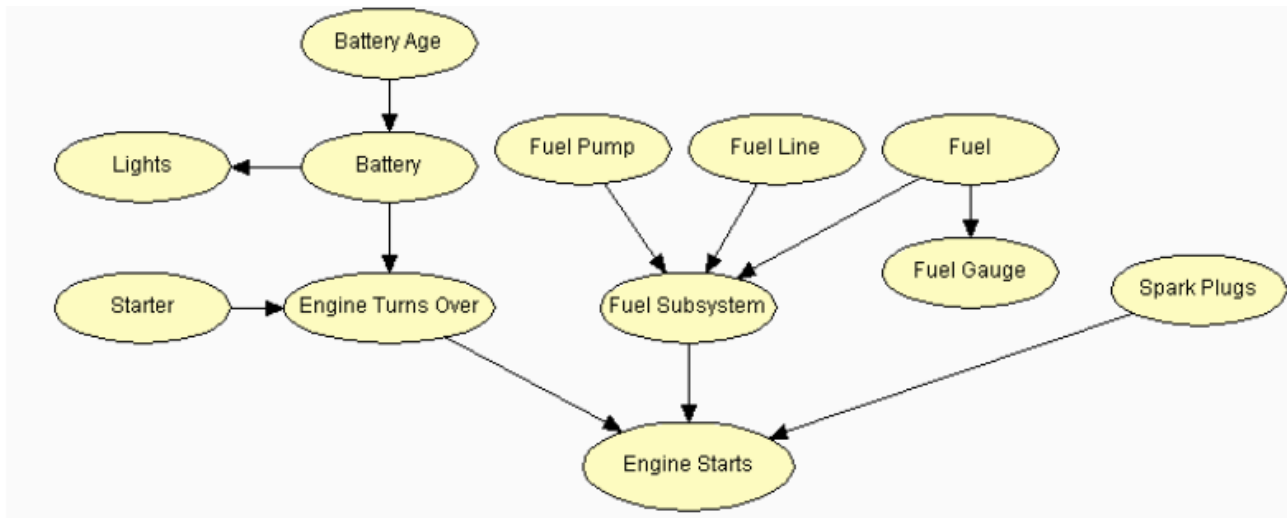 Battery Age
Fuel Pump
Fuel Line
Fuel
Lights
Battery
Fuel Gauge
Spark Plugs
Starter
Engine Turns Over
Fuel Subsystem
Engine Starts